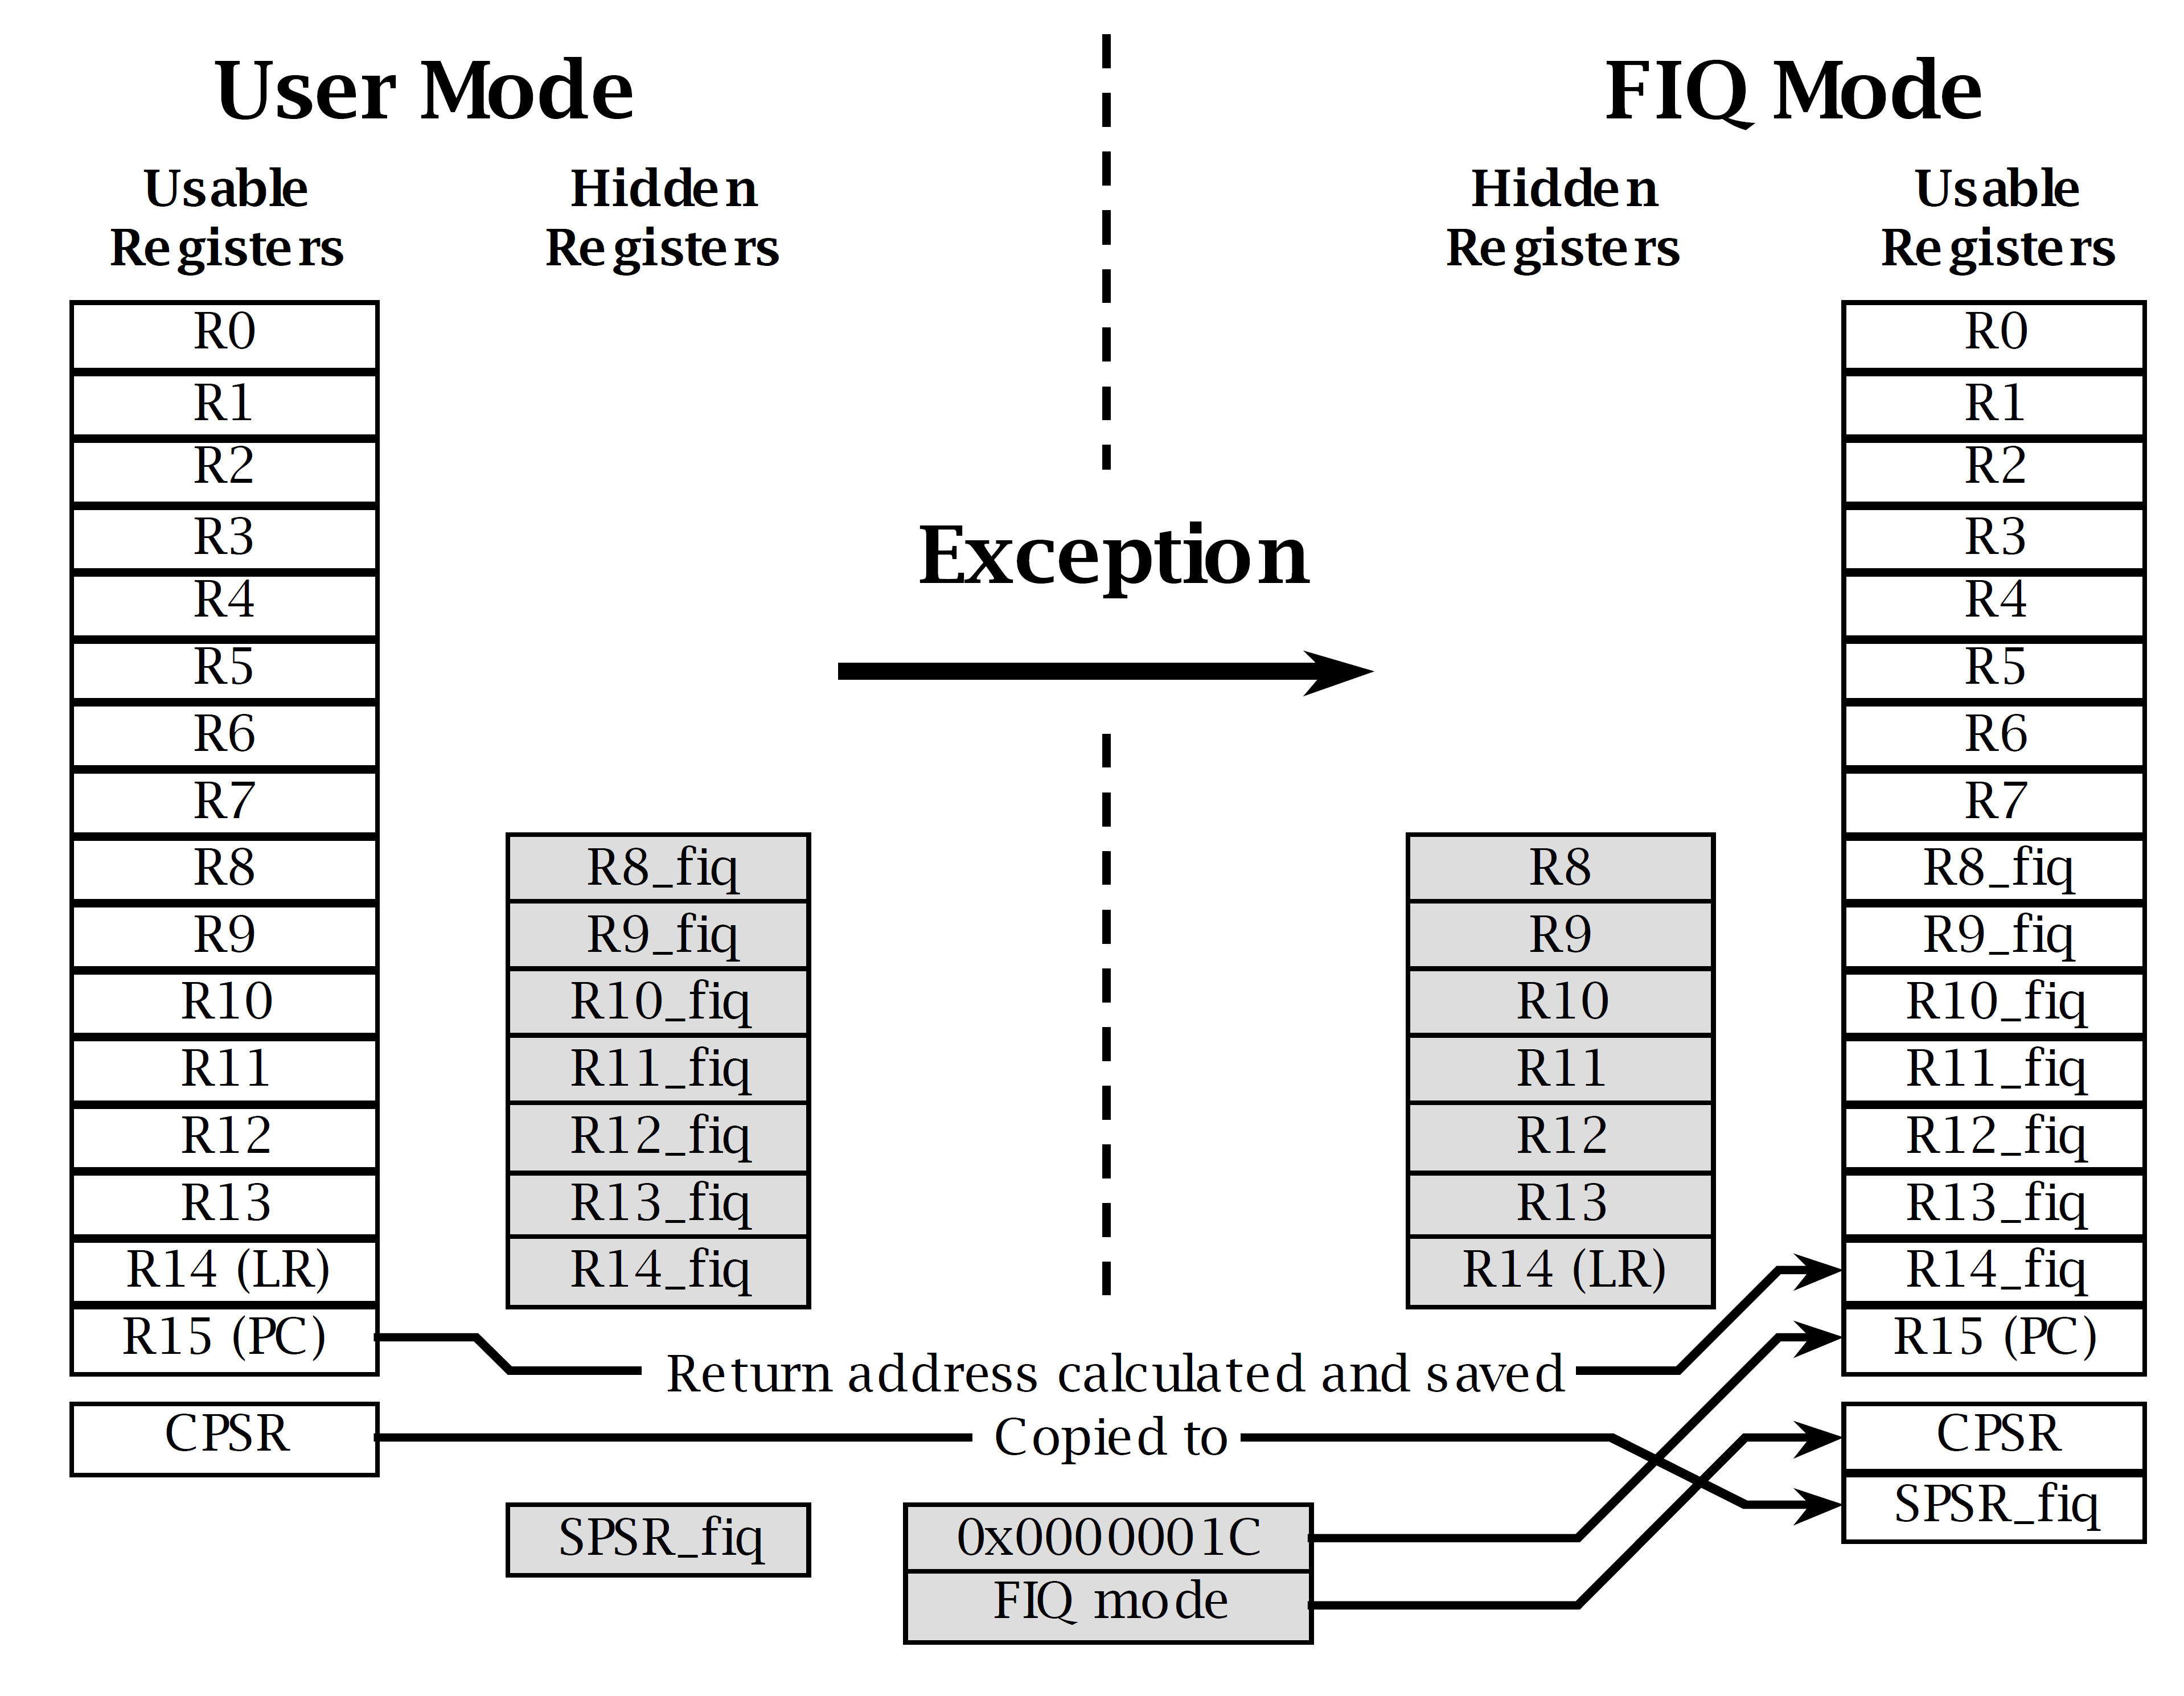 User Mode
FIQ Mode
Usable
Registers
Hidden
Registers
Hidden
Registers
Usable
Registers
R0
R1
R2
R3
R4
R5
R6
R7
R8
R9
R10
R11
R12
R13
R14 (LR)
R15 (PC)
CPSR
R8_fiq
R9_fiq
R10_fiq
R11_fiq
R12_fiq
R13_fiq
R14_fiq
SPSR_fiq
Exception
Return address calculated and saved
Copied to
0x0000001C
FIQ mode
R8
R9
R10
R11
R12
R13
R14 (LR)
R0
R1
R2
R3
R4
R5
R6
R7
R8_fiq
R9_fiq
R10_fiq
R11_fiq
R12_fiq
R13_fiq
R14_fiq
R15 (PC)
CPSR
SPSR_fiq